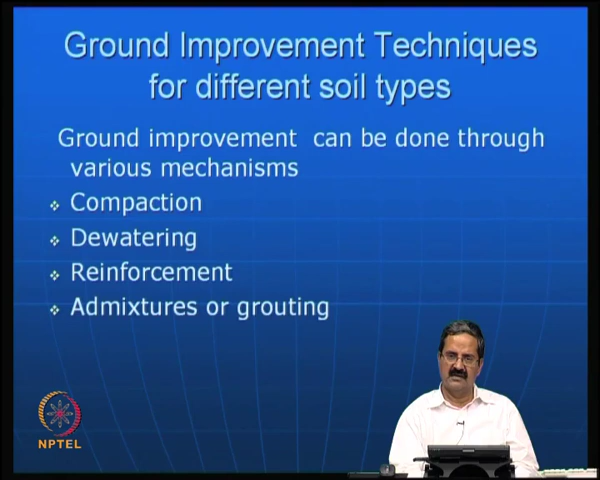 Ground Improvement Techniques
for different soil types
Ground improvement can be done through
various mechanisms
Compaction
Dewatering
Reinforcement
Admixtures or grouting
NPTEL